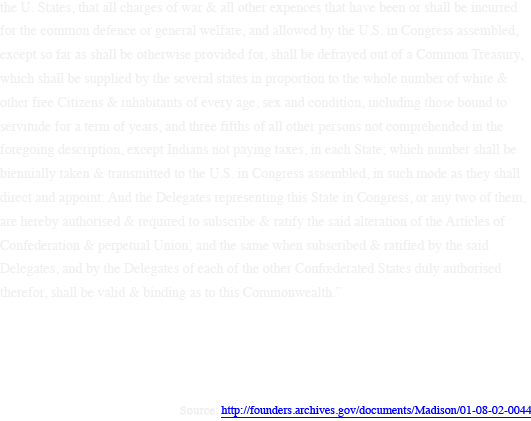 the U. States, that all charges of war & all other expences that have been or shall be incurred
for the common defence or general welfare, and allowed by the U.S. in Congress assembled,
except so far as shall be otherwise provided for, shall be defrayed out of a Common Treasury,
which shall be supplied by the several states in proportion to the whole number of white &
other free Citizens & inhabitants of every age, sex and condition, including those bound to
servitude for a term of years, and three fifths of all other persons not comprehended in the
foregoing description, except Indians not paying taxes, in each State; which number shall be
biennially taken & transmitted to the U.S. in Congress assembled, in such mode as they shall
direct and appoint. And the Delegates representing this State in Congress, or any two of them,
are hereby authorised & required to subscribe & ratify the said alteration of the Articles of
Confederation & perpetual Union; and the same when subscribed & ratified by the said
Delegates, and by the Delegates of each of the other Confœderated States duly authorised
therefor, shall be valid & binding as to this Commonwealth.”
Source: http://founders.archives.gov/documents/Madison/01-08-02-0044